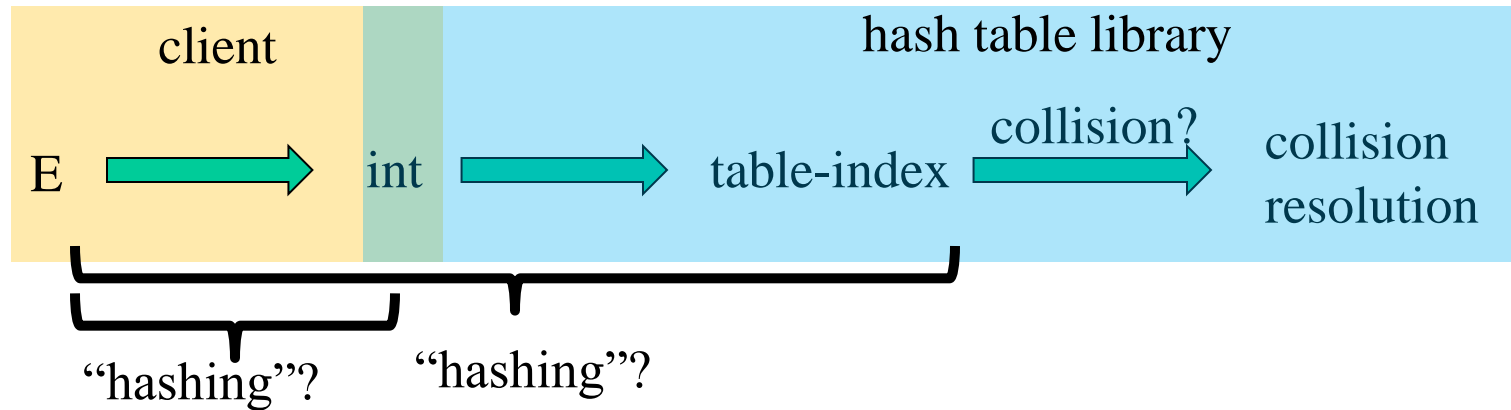 client
hash table library
E
int
table-index
collision?
collision
resolution
“hashing”?
“hashing”?